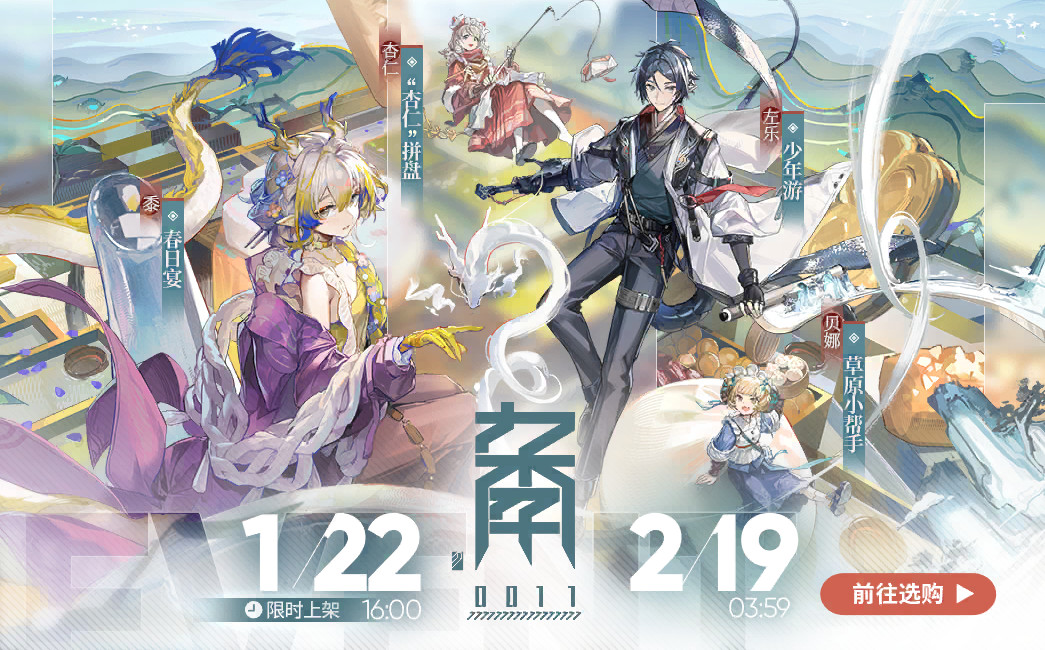 杏仁
“杏仁”拼盘
左乐
少年游
黍
春日宴
贝娜
草原小帮手
1/22
限时上架 16:00
0011
2/19
03:59
前往选购